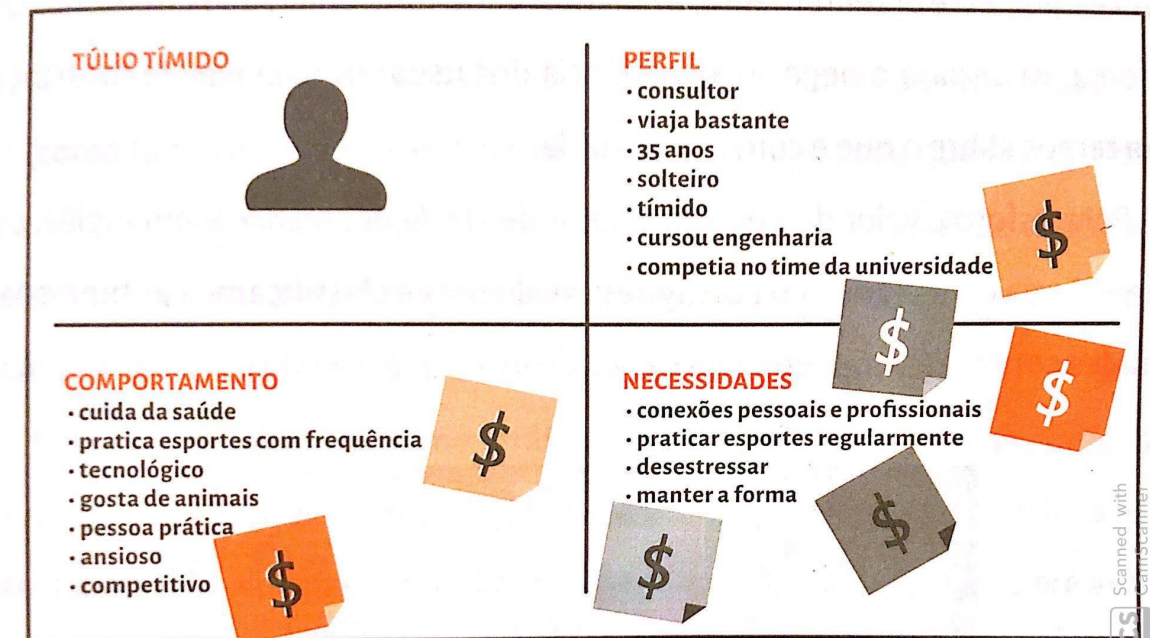 TÚLIO TÍMIDO
PERFIL
· consultor
· viaja bastante
· 35 anos
· solteiro
· tímido
· cursou engenharia
· competia no time da universidade
$
$
COMPORTAMENTO
· cuida da saúde
· pratica esportes com frequência
· tecnológico
· gosta de animais
· pessoa prática
· ansioso
· competitivo
$
$
NECESSIDADES
· conexões pessoais e profissionais
· praticar esportes regularmente
· desestressar
· manter a forma
$
$
$
CS
Scanned with
CamScanner